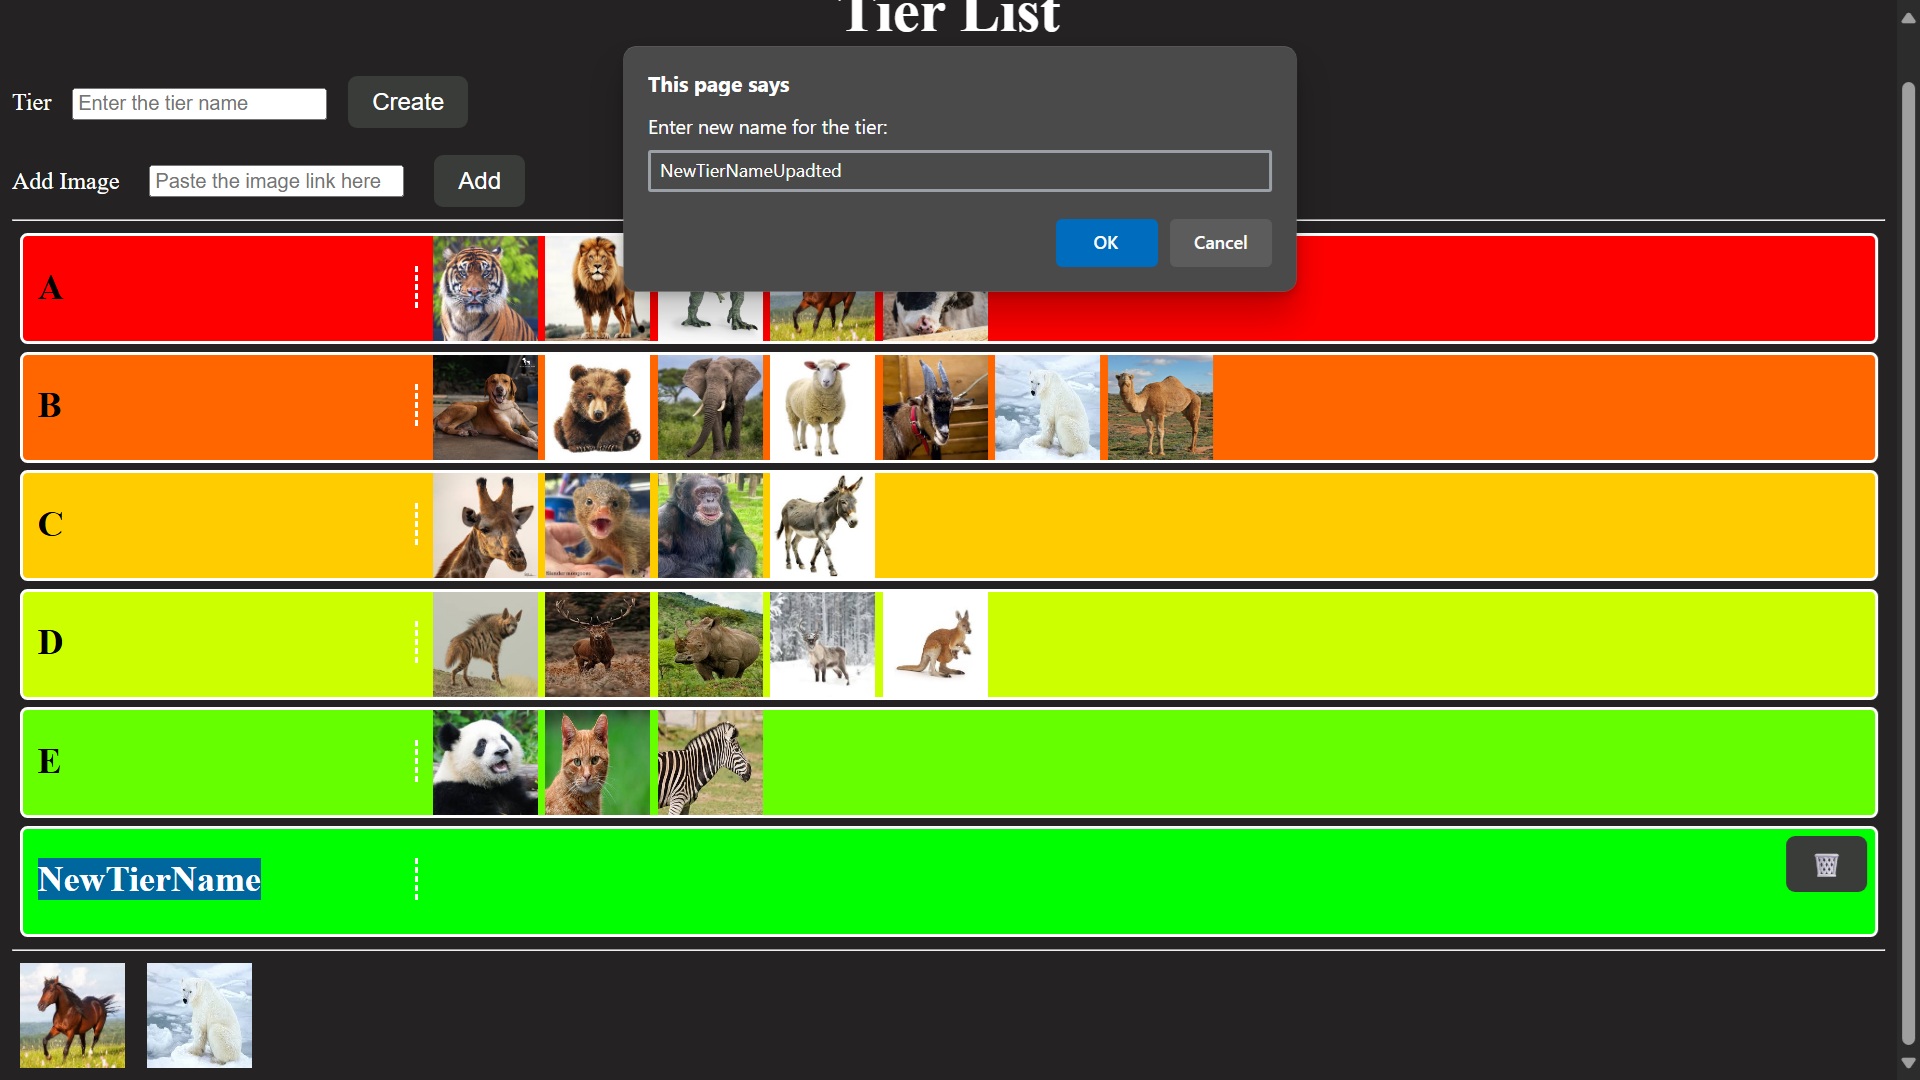 Tier List
This page says
Enter new name for the tier:
NewTierNameUpadted
OK
Cancel
Tier
Enter the tier name
Create
Add Image
Paste the image link here
Add
A
B
C
D
E
NewTierName